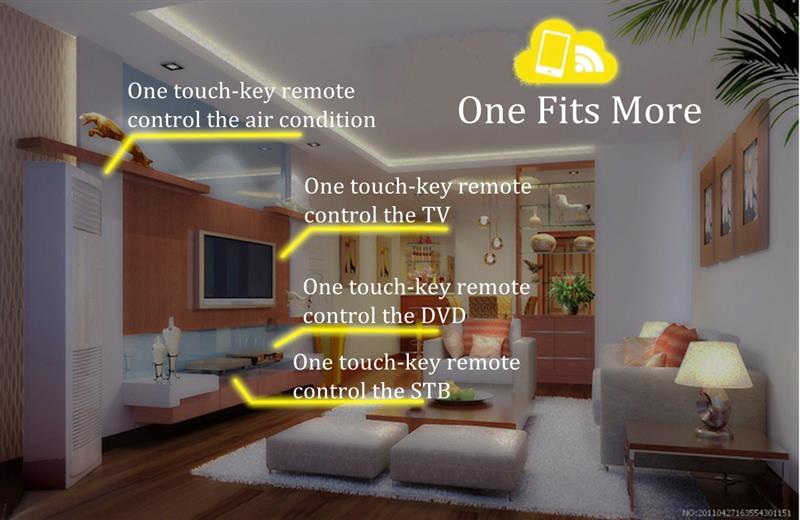 One touch-key remote
control the air condition
One Fits More
One touch-key remote
control the TV
One touch-key remote
control the DVD
One touch-key remote
control the STB
NO:20110427163554301151